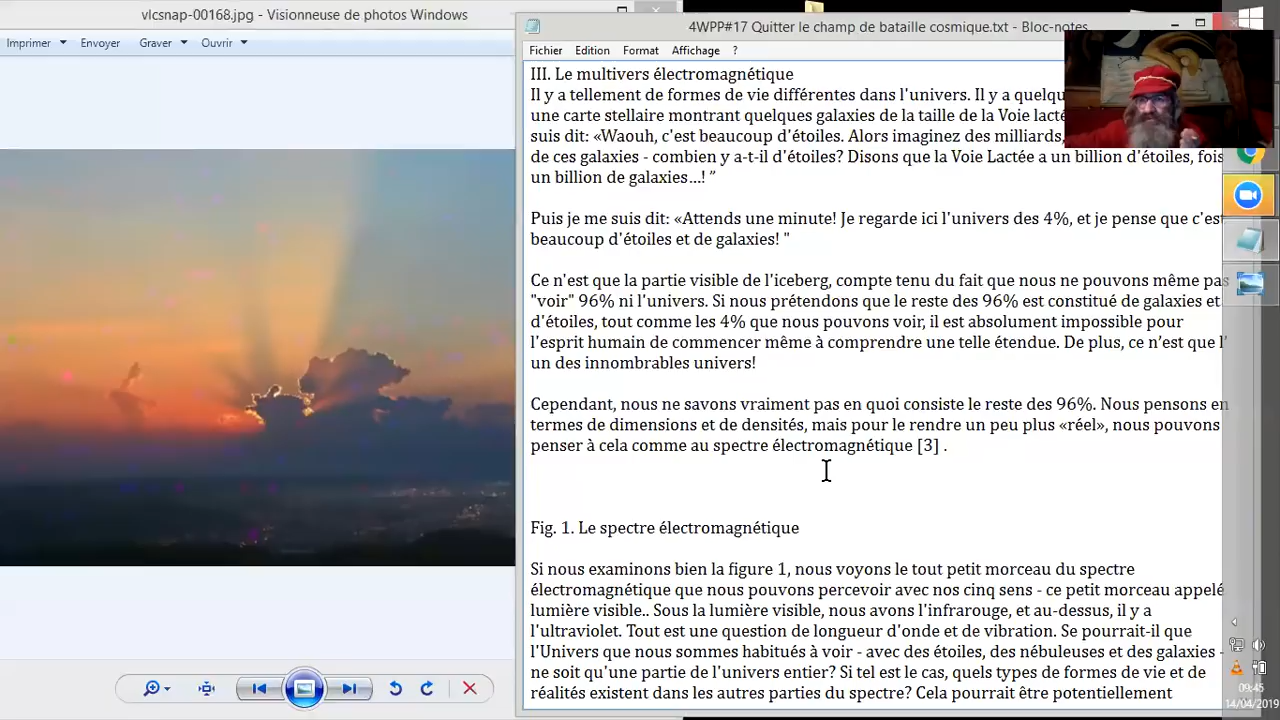 vlcsnap-00168.jpg - Visionneuse de photos Windows
Imprimer Envoyer Graver Ouvrir
4WPP#17 Quitter le champ de bataille cosmique.txt - Bloc-notes
Fichier Edition Format Affichage ?
III. Le multivers électromagnétique
Il y a tellement de formes de vie différentes dans l'univers. Il y a
une carte stellaire montrant quelques galaxies de la taille de la Voie
suis dit: «Waouh, c'est beaucoup d'étoiles. Alors imaginez des milliards,
de ces galaxies - combien y a-t-il d'étoiles? Disons que la Voie Lactée a un billion d'étoiles, fois
un billion de galaxies...! ”
Puis je me suis dit: «Attends une minute! Je regarde ici l'univers des 4%, et je pense que c'est
beaucoup d'étoiles et de galaxies! "
Ce n'est que la partie visible de l'iceberg, compte tenu du fait que nous ne pouvons même pas
"voir" 96% ni l'univers. Si nous prétendons que le reste des 96% est constitué de galaxies et
d'étoiles, tout comme les 4% que nous pouvons voir, il est absolument impossible pour
l'esprit humain de commencer même à comprendre une telle étendue. De plus, ce n’est que l'
un des innombrables univers!
Cependant, nous ne savons vraiment pas en quoi consiste le reste des 96%. Nous pensons en
termes de dimensions et de densités, mais pour le rendre un peu plus «réel», nous pouvons
penser à cela comme au spectre électromagnétique [3] .
Fig. 1. Le spectre électromagnétique
Si nous examinons bien la figure 1, nous voyons le tout petit morceau du spectre
électromagnétique que nous pouvons percevoir avec nos cinq sens - ce petit morceau appelé
lumière visible.. Sous la lumière visible, nous avons l'infrarouge, et au-dessus, il y a
l'ultraviolet. Tout est une question de longueur d'onde et de vibration. Se pourrait-il que
l'Univers que nous sommes habitués à voir - avec des étoiles, des nébuleuses et des galaxies -
ne soit qu'une partie de l'univers entier? Si tel est le cas, quels types de formes de vie et de
réalités existent dans les autres parties du spectre? Cela pourrait être potentiellement
09:45
14/04/2019